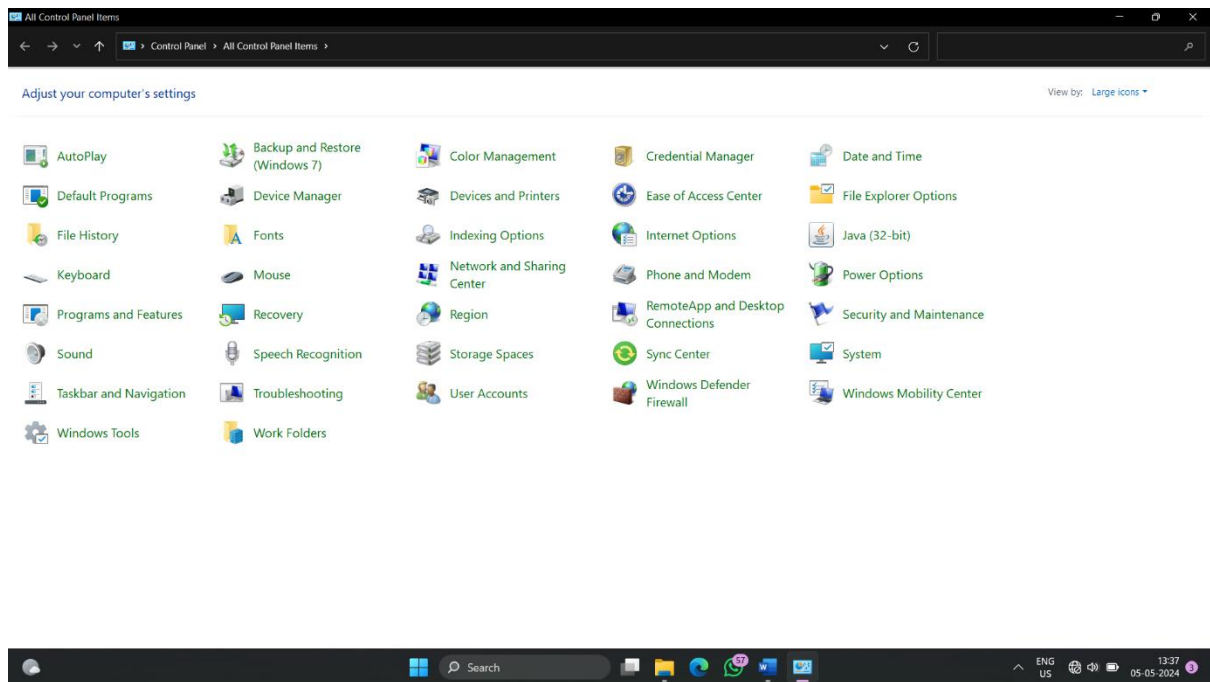 All Control Panel Items
Control Panel > All Control Panel Items >
Adjust your computer's settings
View by: Large icons
AutoPlay
Backup and Restore
(Windows 7)
Color Management
Credential Manager
Date and Time
Default Programs
Device Manager
Devices and Printers
Ease of Access Center
File Explorer Options
File History
Fonts
Indexing Options
Internet Options
Java (32-bit)
Keyboard
Mouse
Network and Sharing
Center
Phone and Modem
Power Options
Programs and Features
Recovery
Region
RemoteApp and Desktop
Connections
Security and Maintenance
Sound
Speech Recognition
Storage Spaces
Sync Center
System
Taskbar and Navigation
Troubleshooting
User Accounts
Windows Defender
Firewall
Windows Mobility Center
Windows Tools
Work Folders
Search
57
W
ENG
US
13:37
05-05-2024
3